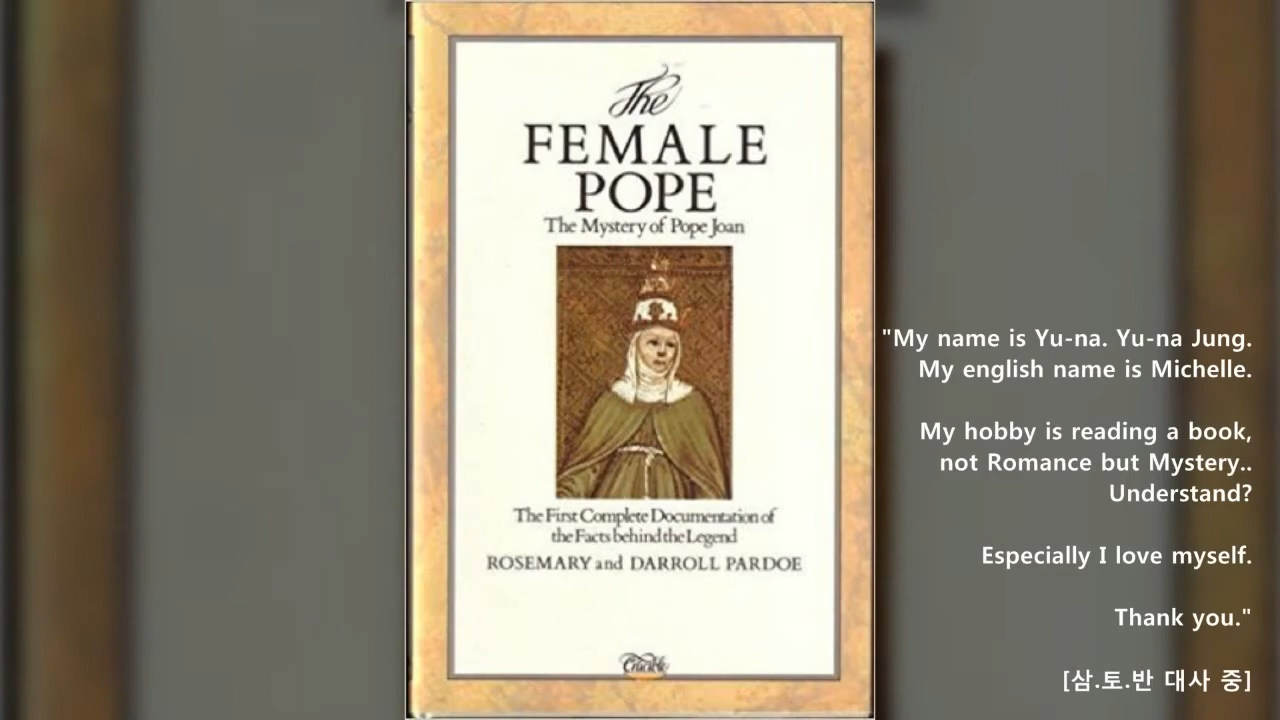 The
FEMALE
POPE
The Mystery of Pope Joan
The First Complete Documentation of
the Facts behind the Legend
ROSEMARY and DARROLL PARDOE
Crucible
"My name is Yu-na. Yu-na Jung.
My english name is Michelle.
My hobby is reading a book,
not Romance but Mystery..
Understand?
Especially I love myself.
Thank you."
[삼.토.반 대사 중]